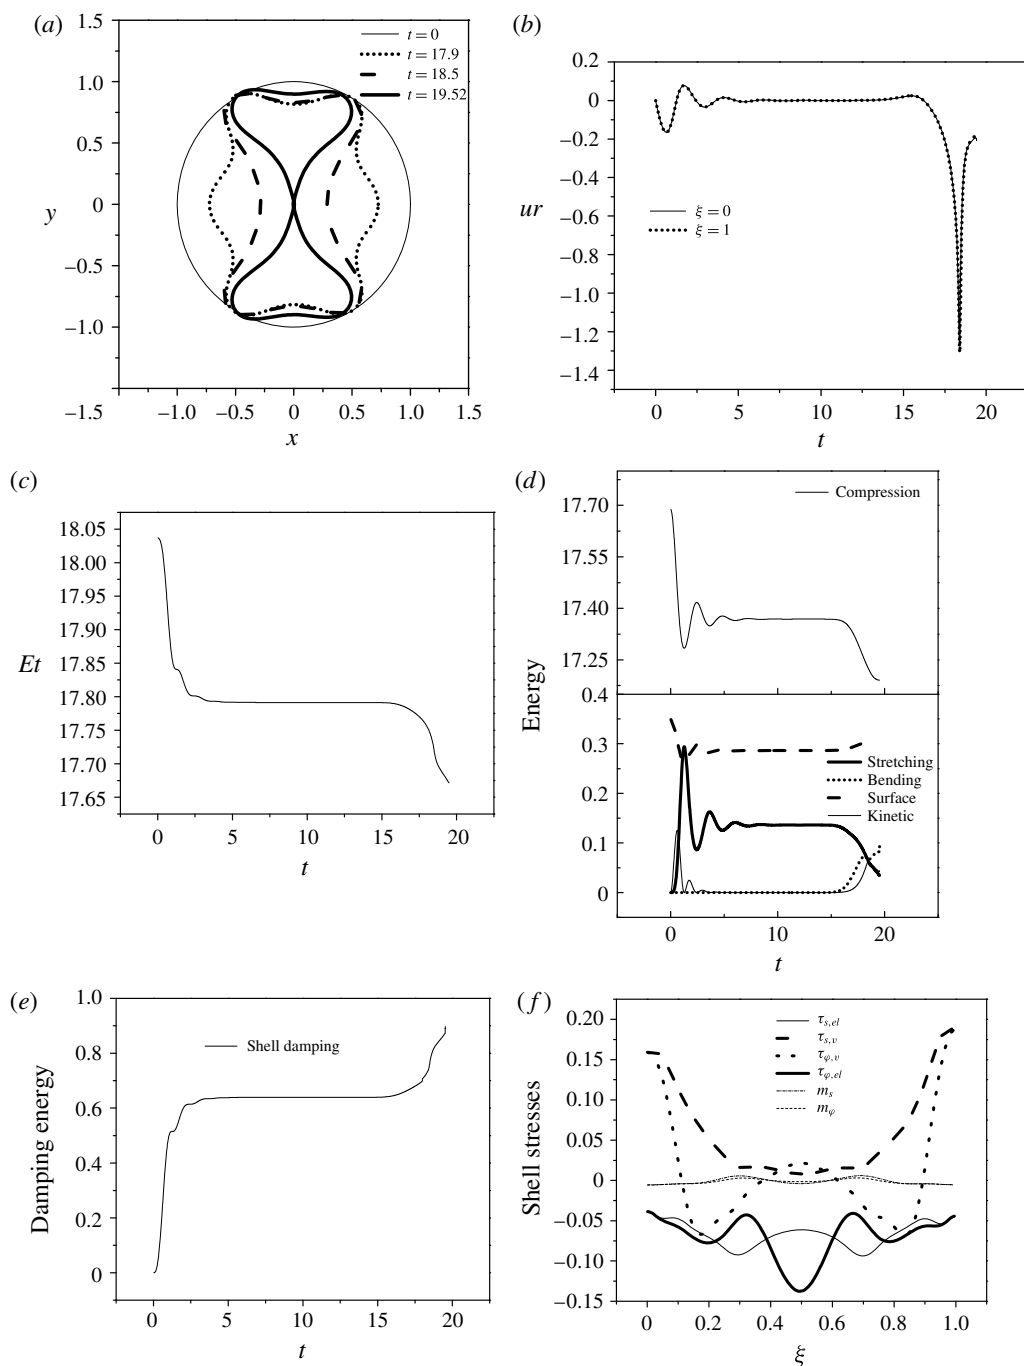 (a)
1.5
1.0
0.5
0
–0.5
–1.0
–1.5
y
–1.0
–0.5
0
0.5
1.0
1.5
x
t = 0
t = 17.9
t = 18.5
t = 19.52
(b)
0.2
0
–0.2
–0.4
–0.6
–0.8
–1.0
–1.2
–1.4
ur
ξ = 0
ξ = 1
0
5
10
15
20
t
(c)
18.05
18.00
17.95
17.90
17.85
17.80
17.75
17.70
17.65
Et
0
5
10
15
20
t
(d)
17.70
17.55
17.40
17.25
0.4
0.3
0.2
0.1
0
Energy
Compression
Stretching
Bending
Surface
Kinetic
0
10
20
t
(e)
1.0
0.8
0.6
0.4
0.2
0
Damping energy
Shell damping
0
5
10
15
20
t
(f)
0.20
0.15
0.10
0.05
0
–0.05
–0.10
–0.15
Shell stresses
τs,el
τs,v
τφ,v
τφ,el
ms
mφ
0
0.2
0.4
0.6
0.8
1.0
ξ